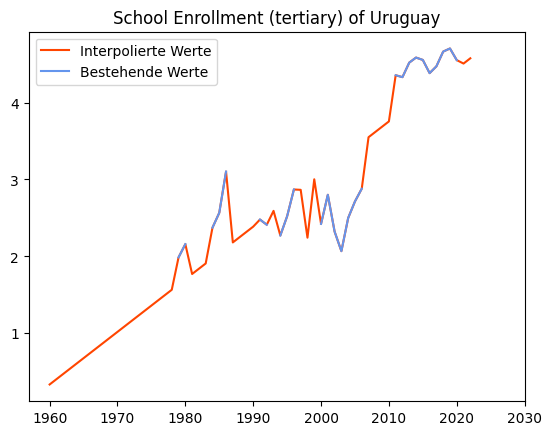 School Enrollment (tertiary) of Uruguay
Interpolierte Werte
Bestehende Werte
4
3
2
1
1960 1970 1980 1990 2000 2010 2020 2030